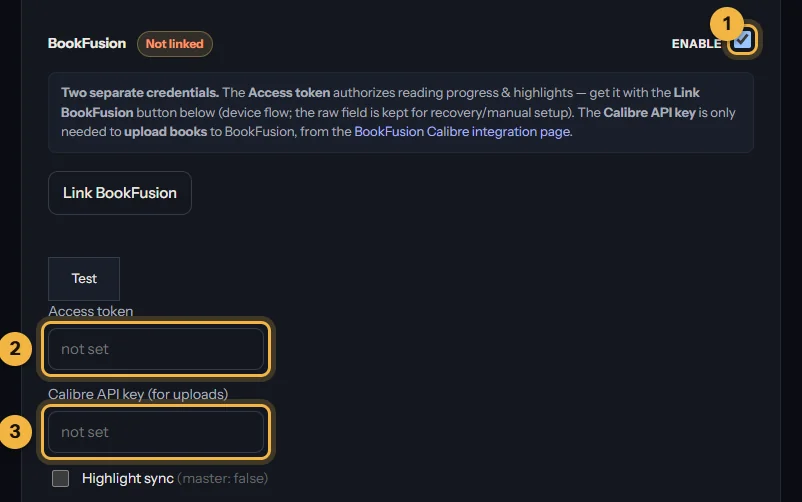 BookFusion Not linked ENABLE 1
Two separate credentials. The Access token authorizes reading progress & highlights — get it with the Link
BookFusion button below (device flow; the raw field is kept for recovery/manual setup). The Calibre API key is only
needed to upload books to BookFusion, from the BookFusion Calibre integration page.
Link BookFusion
Test
Access token
2 not set
Calibre API key (for uploads)
3 not set
Highlight sync (master: false)